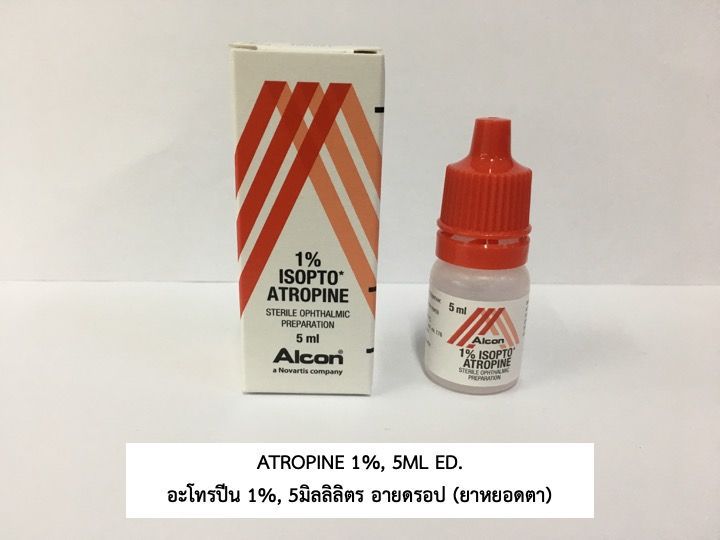 1%
ISOPTO*
ATROPINE
STERILE OPHTHALMIC
PREPARATION
5 ml
Alcon®
a Novartis company
5 ml
Alcon
1% ISOPTO*
ATROPINE
STERILE OPHTHALMIC
PREPARATION
ATROPINE 1%, 5ML ED.
อะโทรปีน 1%, 5มิลลิลิตร อายดรอป (ยาหยอดตา)